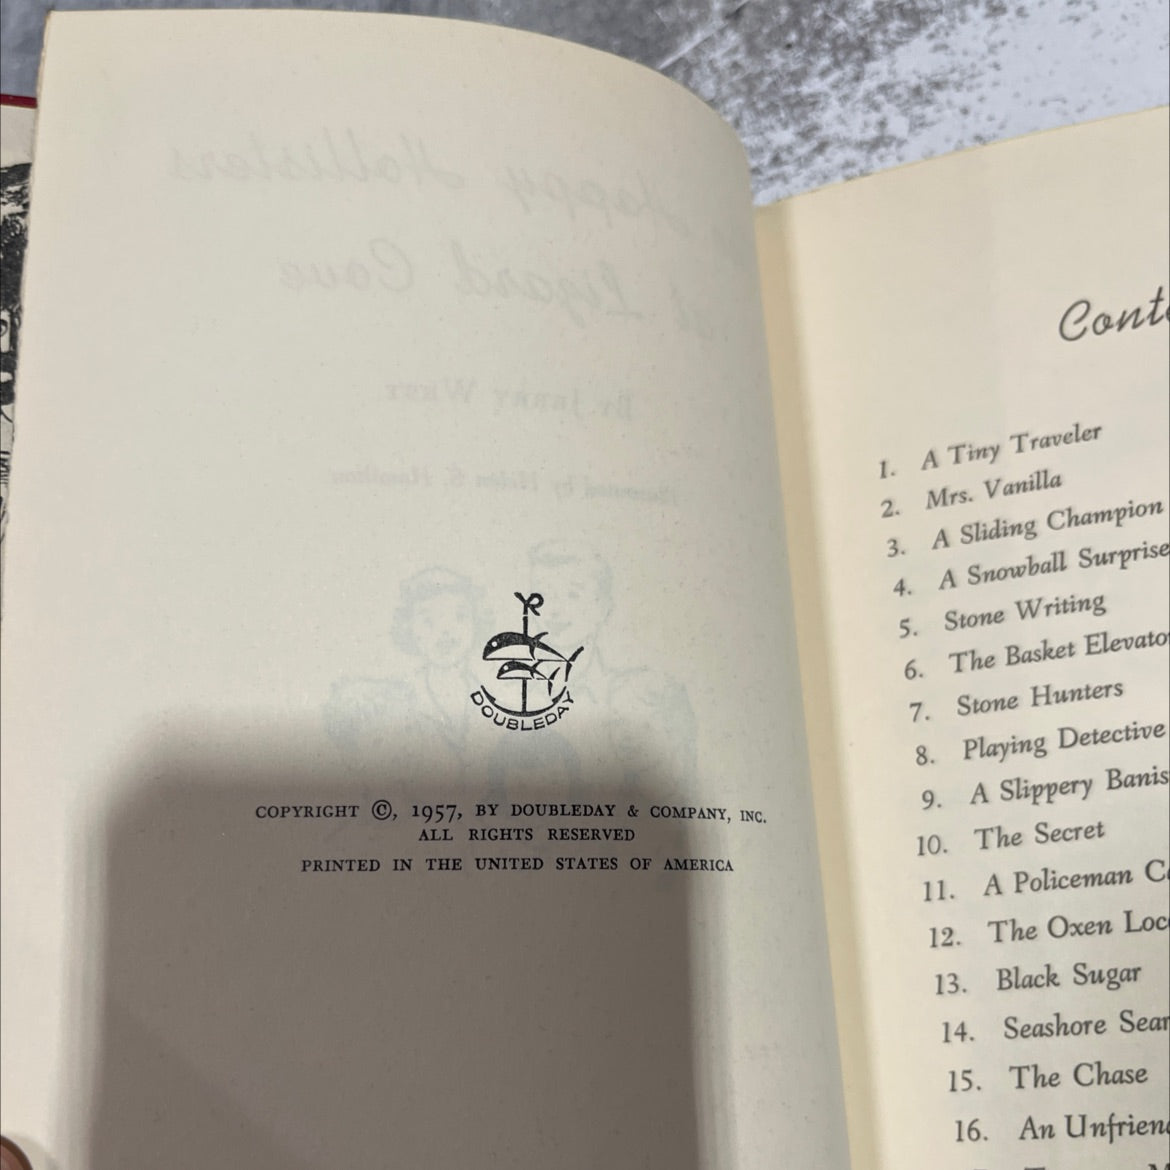 DOUBLEDAY
COPYRIGHT ©, 1957, BY DOUBLEDAY & COMPANY, INC.
ALL RIGHTS RESERVED
PRINTED IN THE UNITED STATES OF AMERICA
Conte
1. A Tiny Traveler
2. Mrs. Vanilla
3. A Sliding Champion
4. A Snowball Surprise
5. Stone Writing
6. The Basket Elevato
7. Stone Hunters
8. Playing Detective
9. A Slippery Banis
10. The Secret
11. A Policeman Ca
12. The Oxen Loc
13. Black Sugar
14. Seashore Sear
15. The Chase
16. An Unfrien